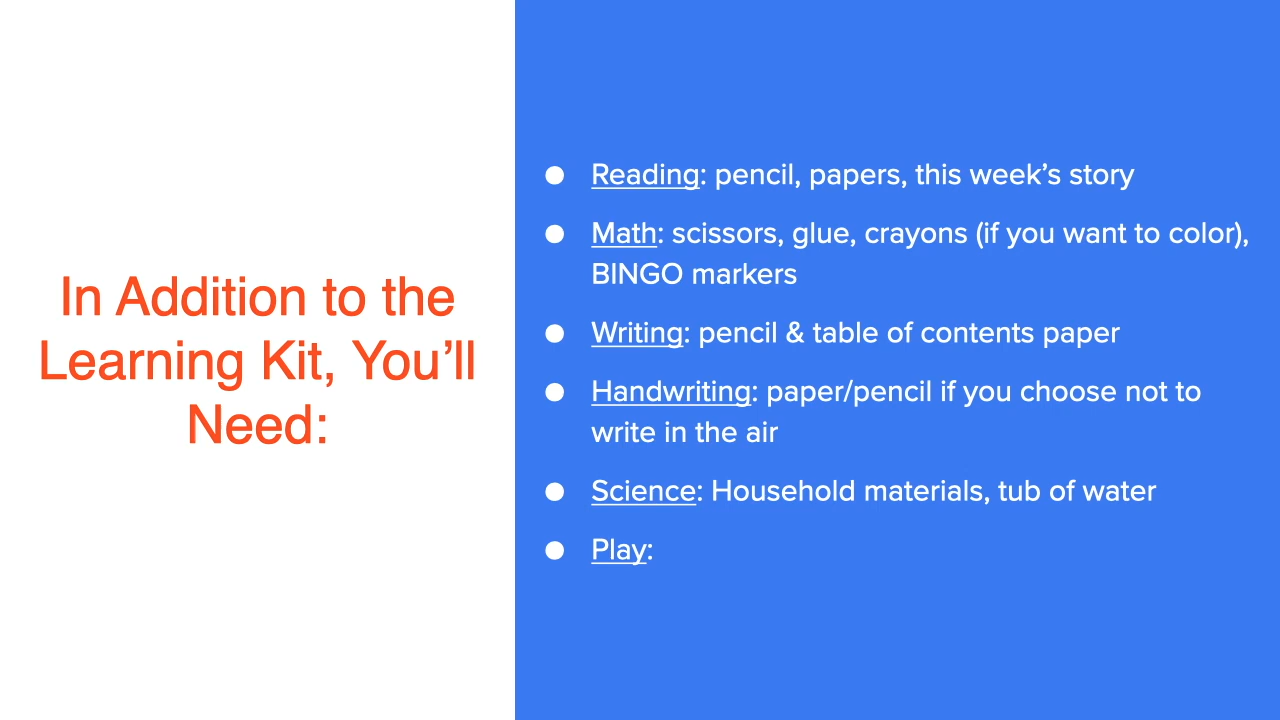 In Addition to the
Learning Kit, You’ll
Need:
● Reading: pencil, papers, this week’s story
● Math: scissors, glue, crayons (if you want to color),
BINGO markers
● Writing: pencil & table of contents paper
● Handwriting: paper/pencil if you choose not to
write in the air
● Science: Household materials, tub of water
● Play: